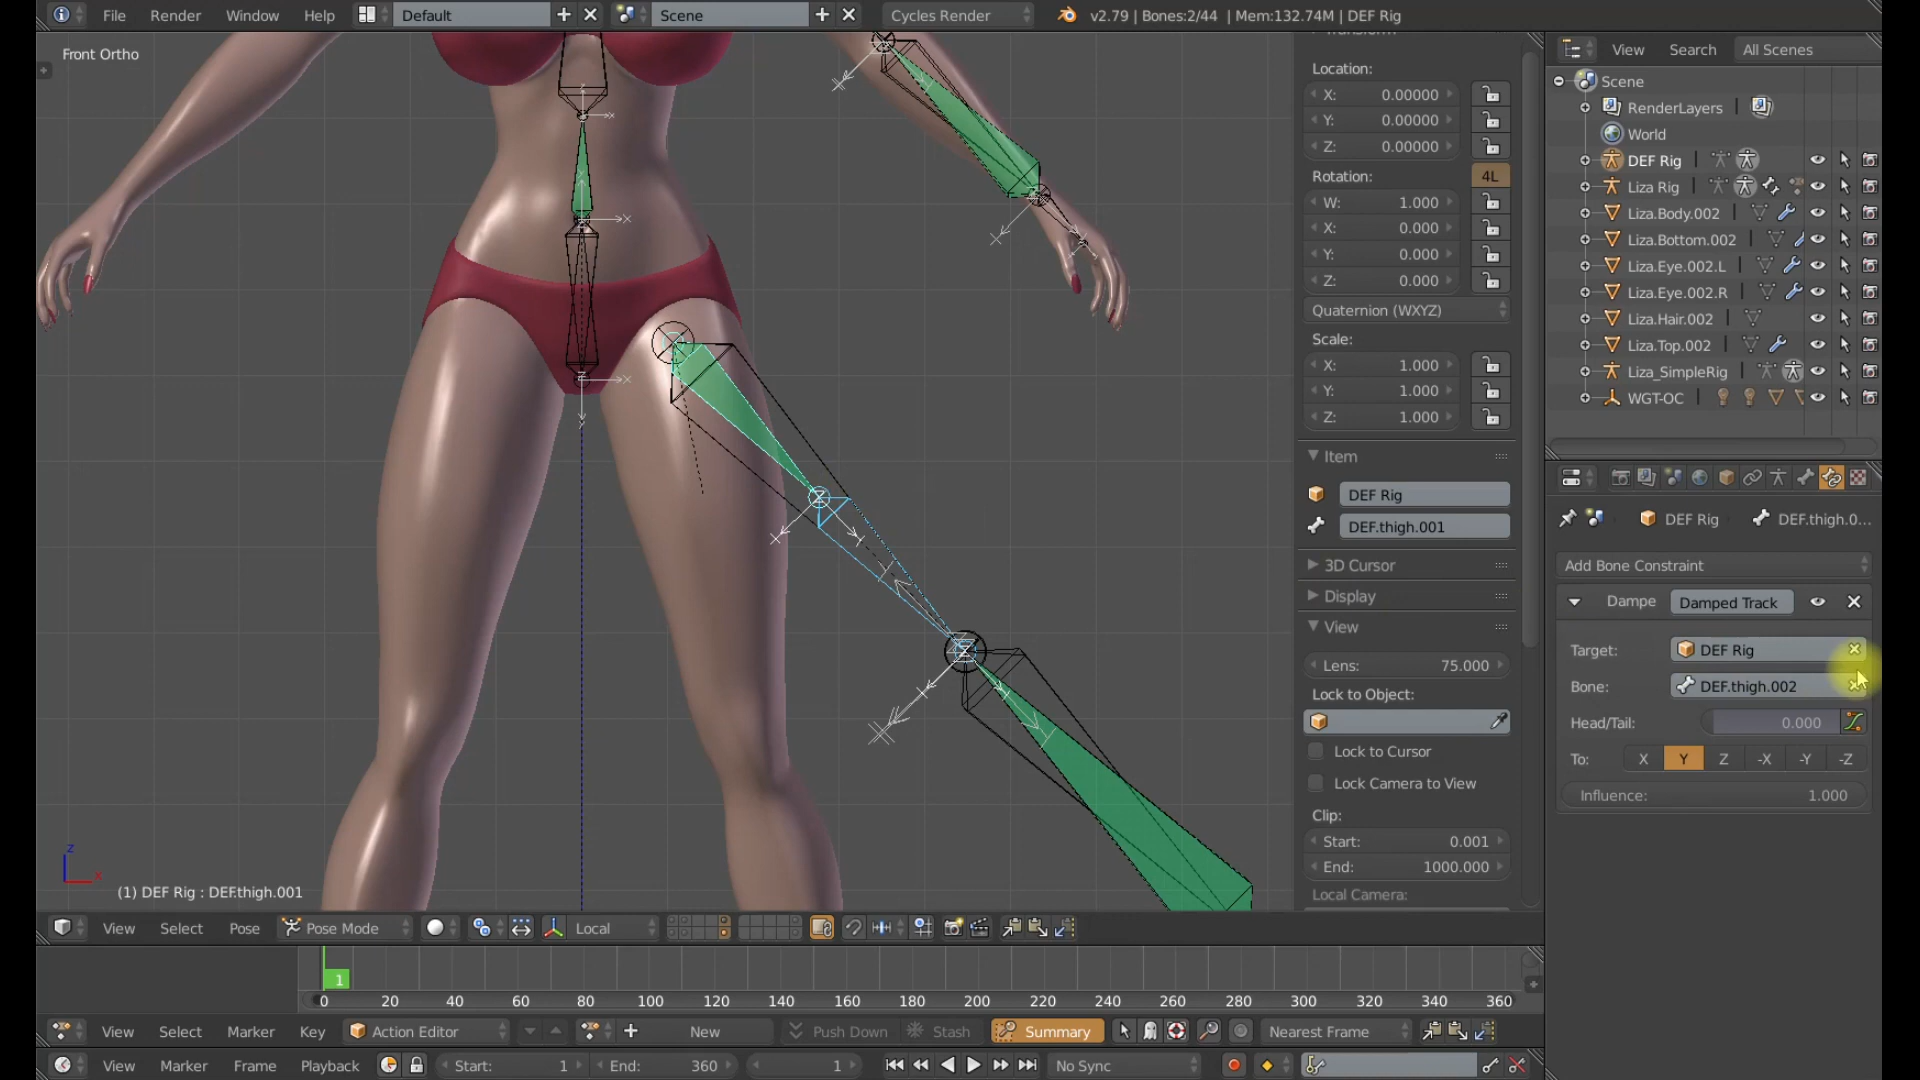 File Render Window Help Default Scene Cycles Render v2.79 | Bones:2/44 | Mem:132.74M | DEF Rig
Front Ortho
Location:
X: 0.00000
Y: 0.00000
Z: 0.00000
Rotation: 4L
W: 1.000
X: 0.000
Y: 0.000
Z: 0.000
Quaternion (WXYZ)
Scale:
X: 1.000
Y: 1.000
Z: 1.000
Item
DEF Rig
DEF.thigh.001
3D Cursor
Display
View
Lens: 75.000
Lock to Object:
Lock to Cursor
Lock Camera to View
Clip:
Start: 0.001
End: 1000.000
Local Camera:
View Search All Scenes
Scene
RenderLayers
World
DEF Rig
Liza Rig
Liza.Body.002
Liza.Bottom.002
Liza.Eye.002.L
Liza.Eye.002.R
Liza.Hair.002
Liza.Top.002
Liza_SimpleRig
WGT-OC
DEF Rig DEF.thigh.0...
Add Bone Constraint
Dampe Damped Track
Target: DEF Rig
Bone: DEF.thigh.002
Head/Tail: 0.000
To: X Y Z -X -Y -Z
Influence: 1.000
z
x
(1) DEF Rig : DEF.thigh.001
View Select Pose Pose Mode Local
1
0 20 40 60 80 100 120 140 160 180 200 220 240 260 280 300 320 340 360
View Select Marker Key Action Editor New Push Down Stash Summary Nearest Frame
View Marker Frame Playback Start: 1 End: 360 1 No Sync